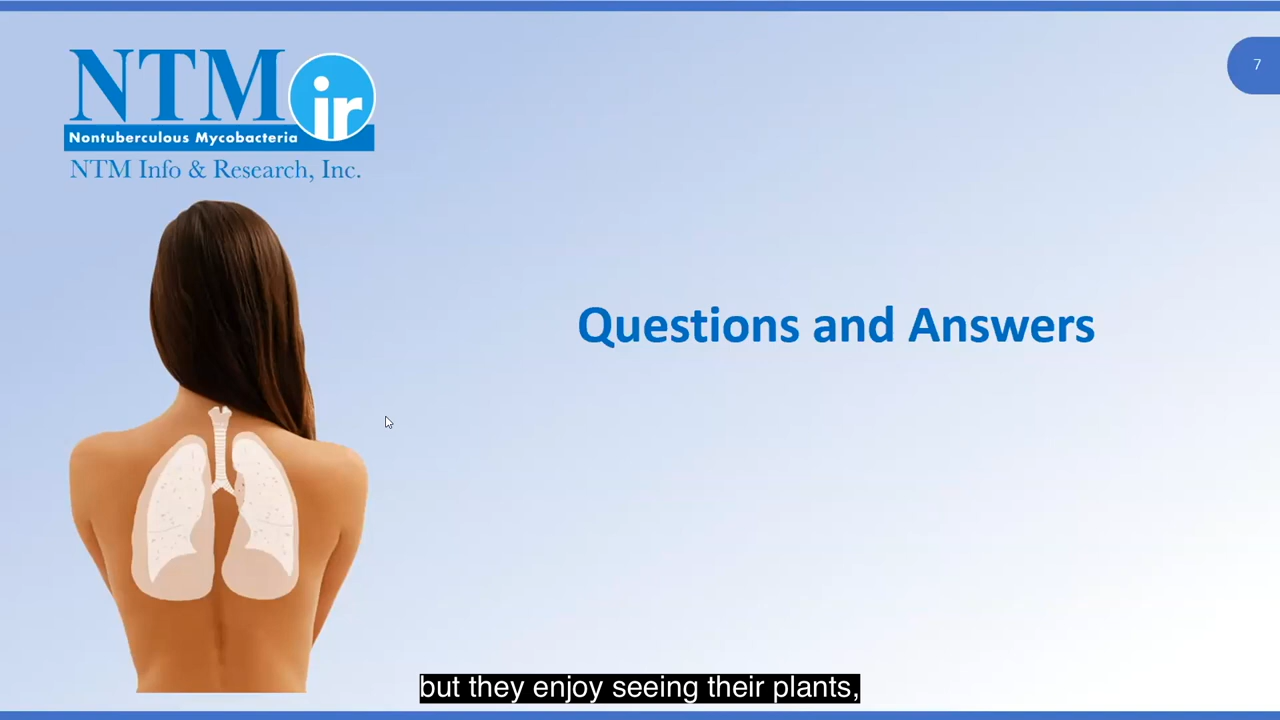 NTM ir
Nontuberculous Mycobacteria
NTM Info & Research, Inc.
7
Questions and Answers
but they enjoy seeing their plants,